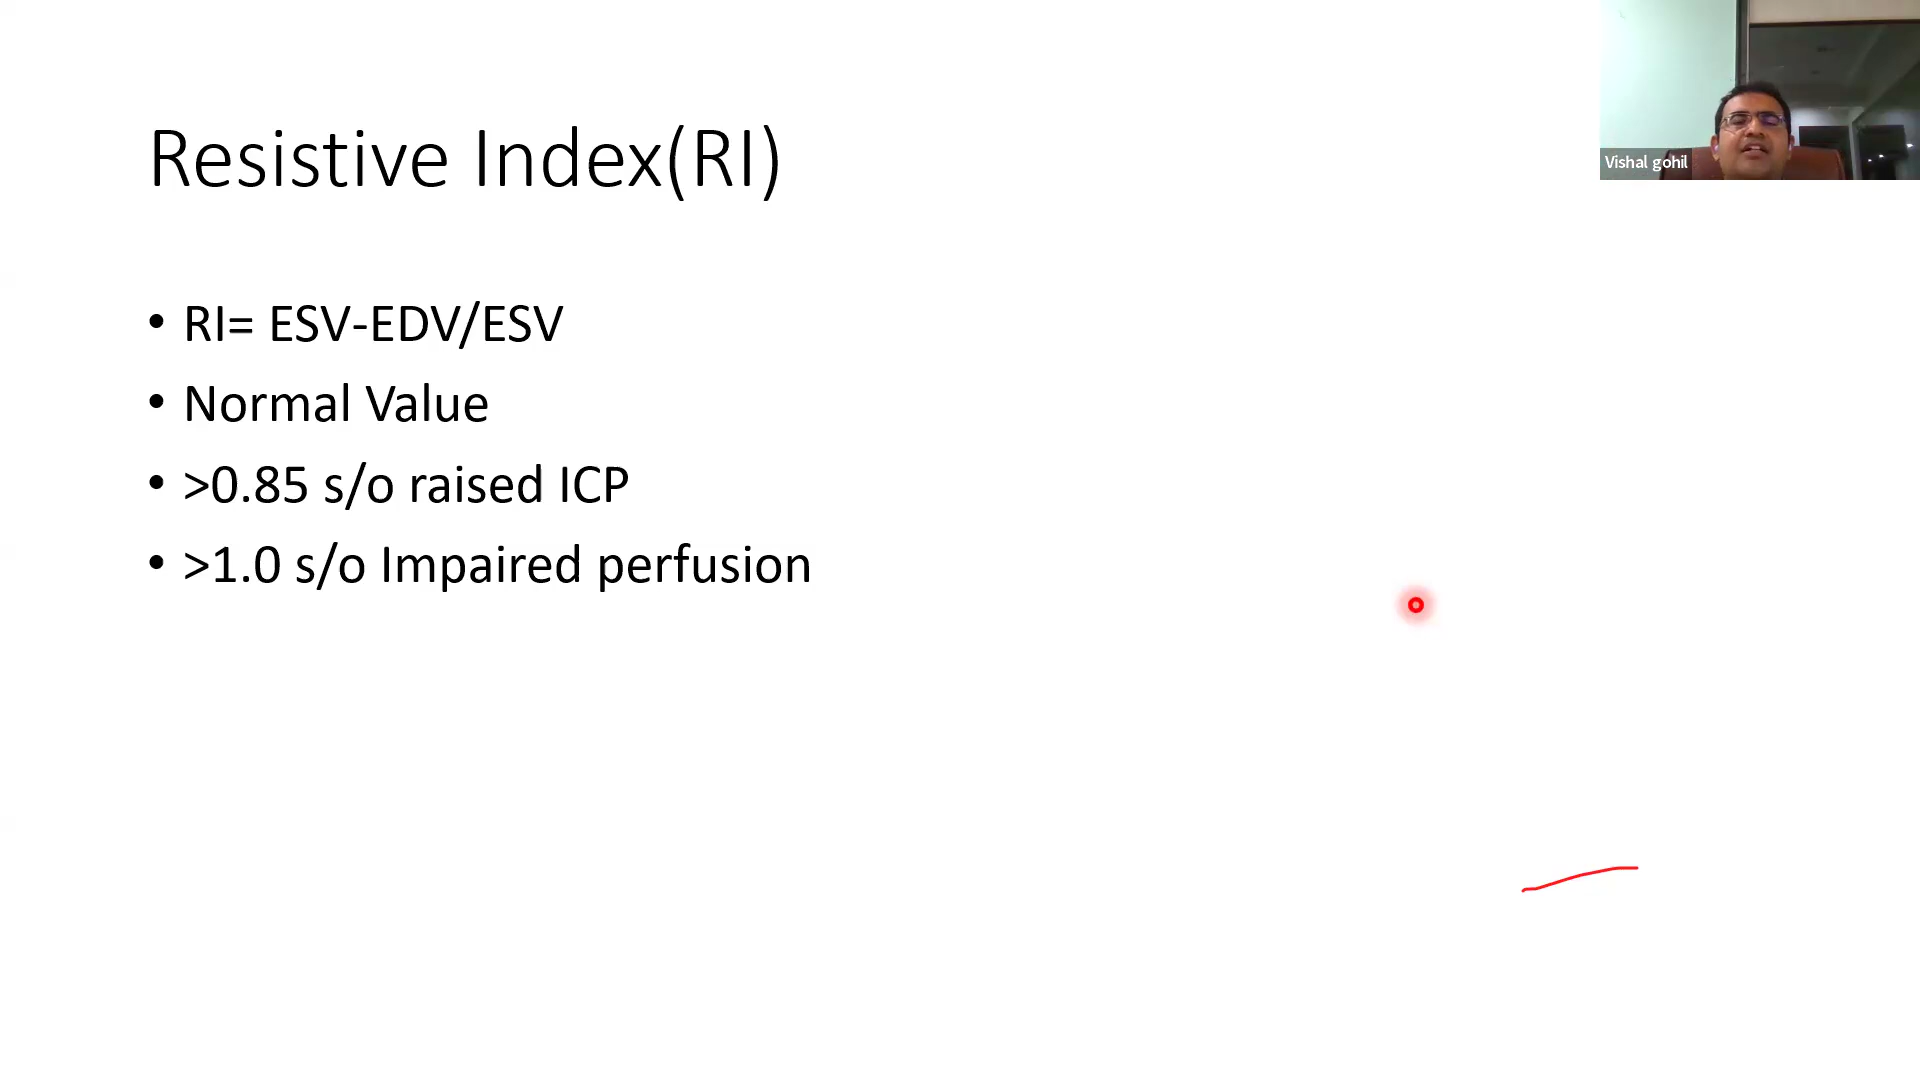 Resistive Index(RI)
• RI= ESV-EDV/ESV
• Normal Value
• >0.85 s/o raised ICP
• >1.0 s/o Impaired perfusion
Vishal gohil